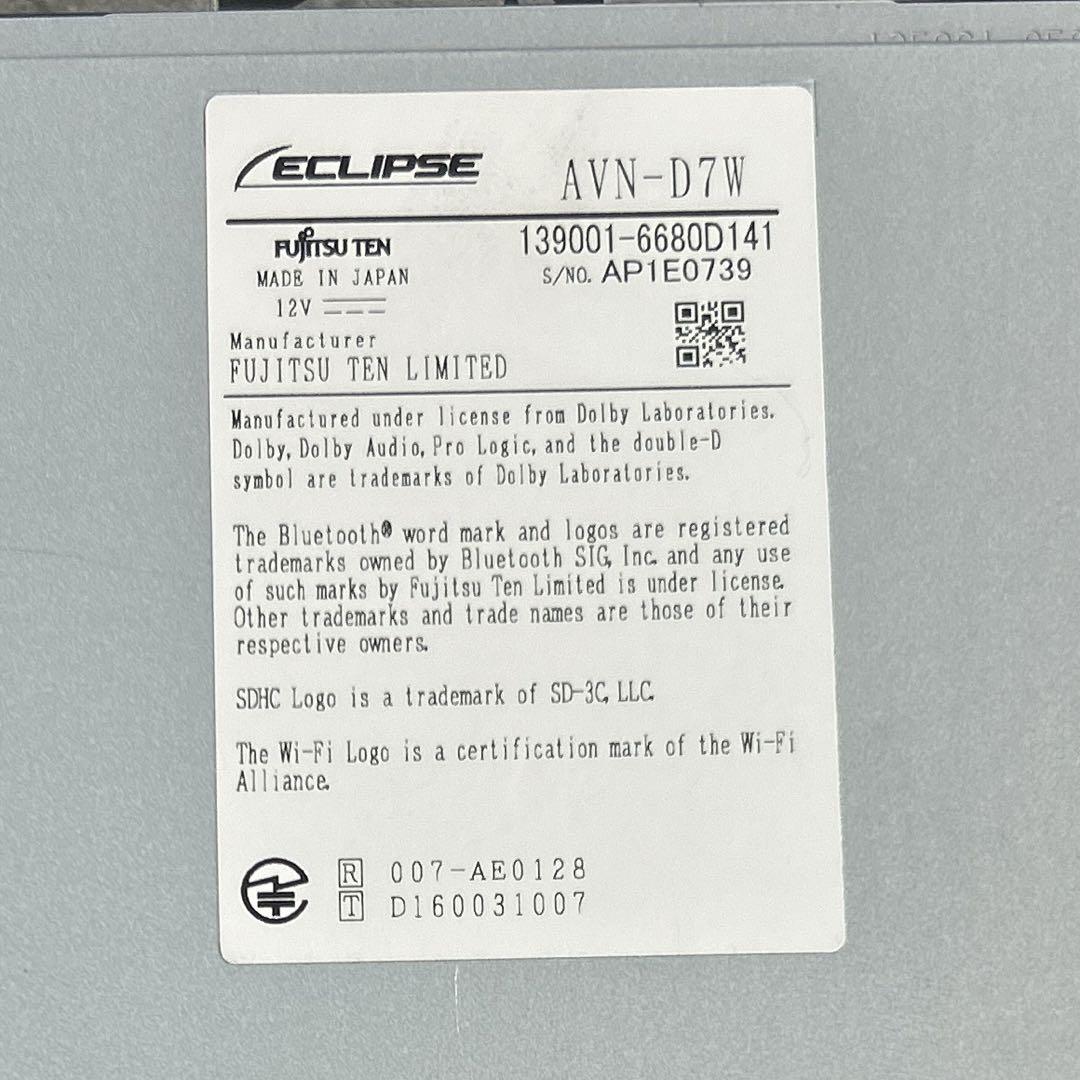 ECLIPSE AVN-D7W
FUJITSU TEN 139001-6680D141
MADE IN JAPAN S/NO. AP1E0739
12V
Manufacturer
FUJITSU TEN LIMITED
Manufactured under license from Dolby Laboratories.
Dolby, Dolby Audio, Pro Logic, and the double-D
symbol are trademarks of Dolby Laboratories.
The Bluetooth® word mark and logos are registered
trademarks owned by Bluetooth SIG, Inc. and any use
of such marks by Fujitsu Ten Limited is under license.
Other trademarks and trade names are those of their
respective owners.
SDHC Logo is a trademark of SD-3C, LLC.
The Wi-Fi Logo is a certification mark of the Wi-Fi
Alliance.
R 007-AE0128
T D160031007